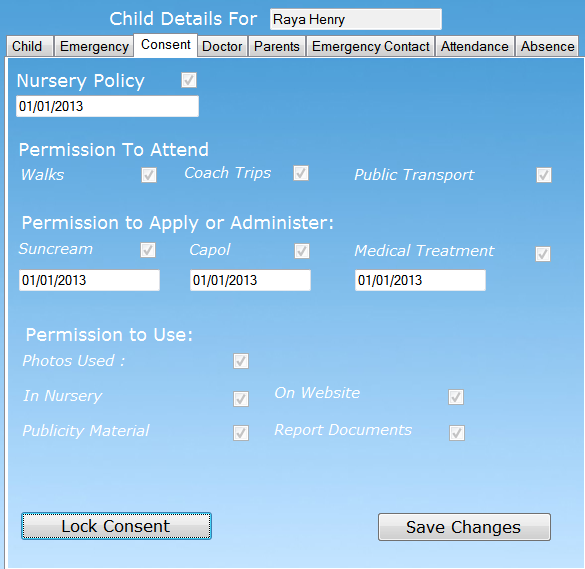 Child Details For Raya Henry
Child Emergency Consent Doctor Parents Emergency Contact Attendance Absence
Nursery Policy
01/01/2013
Permission To Attend
Walks Coach Trips Public Transport
Permission to Apply or Administer:
Suncream Capol Medical Treatment
01/01/2013 01/01/2013 01/01/2013
Permission to Use:
Photos Used :
In Nursery On Website
Publicity Material Report Documents
Lock Consent Save Changes